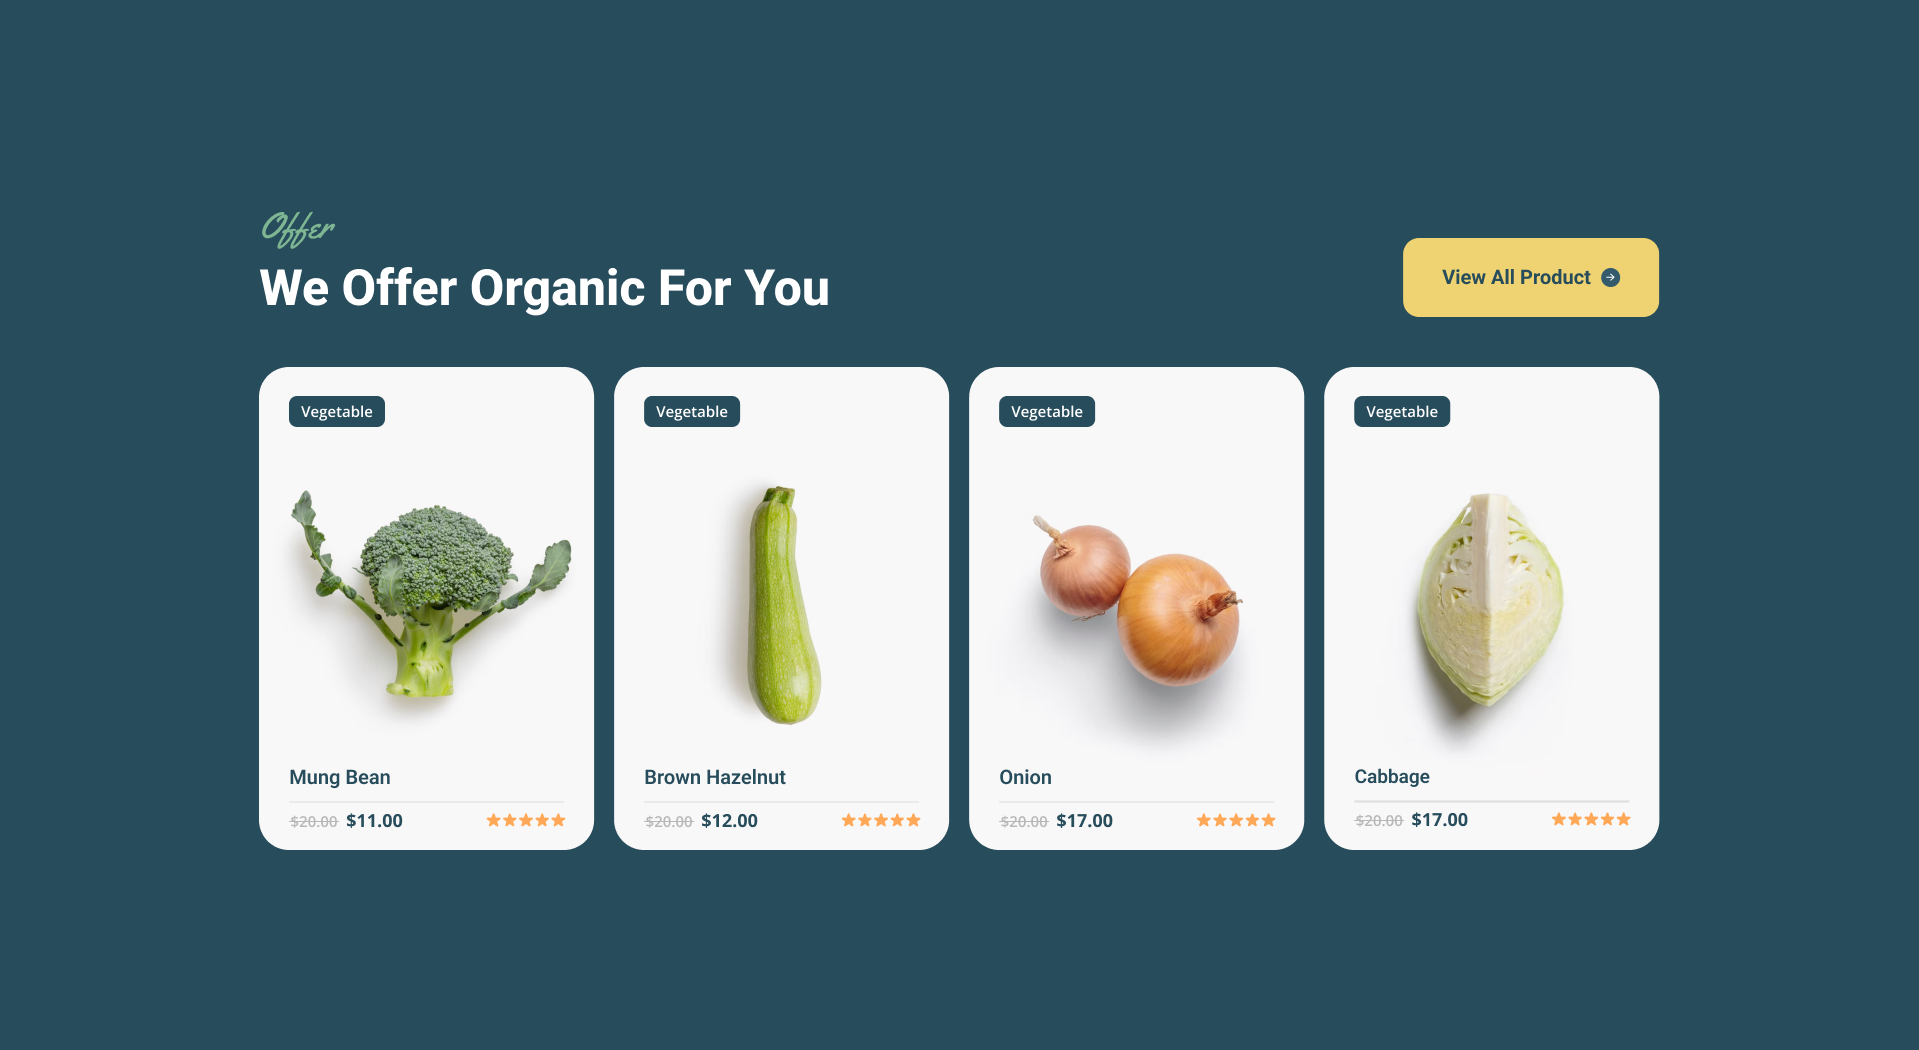 Offer
We Offer Organic For You
View All Product
Vegetable
Mung Bean
$20.00 $11.00
Vegetable
Brown Hazelnut
$20.00 $12.00
Vegetable
Onion
$20.00 $17.00
Vegetable
Cabbage
$20.00 $17.00